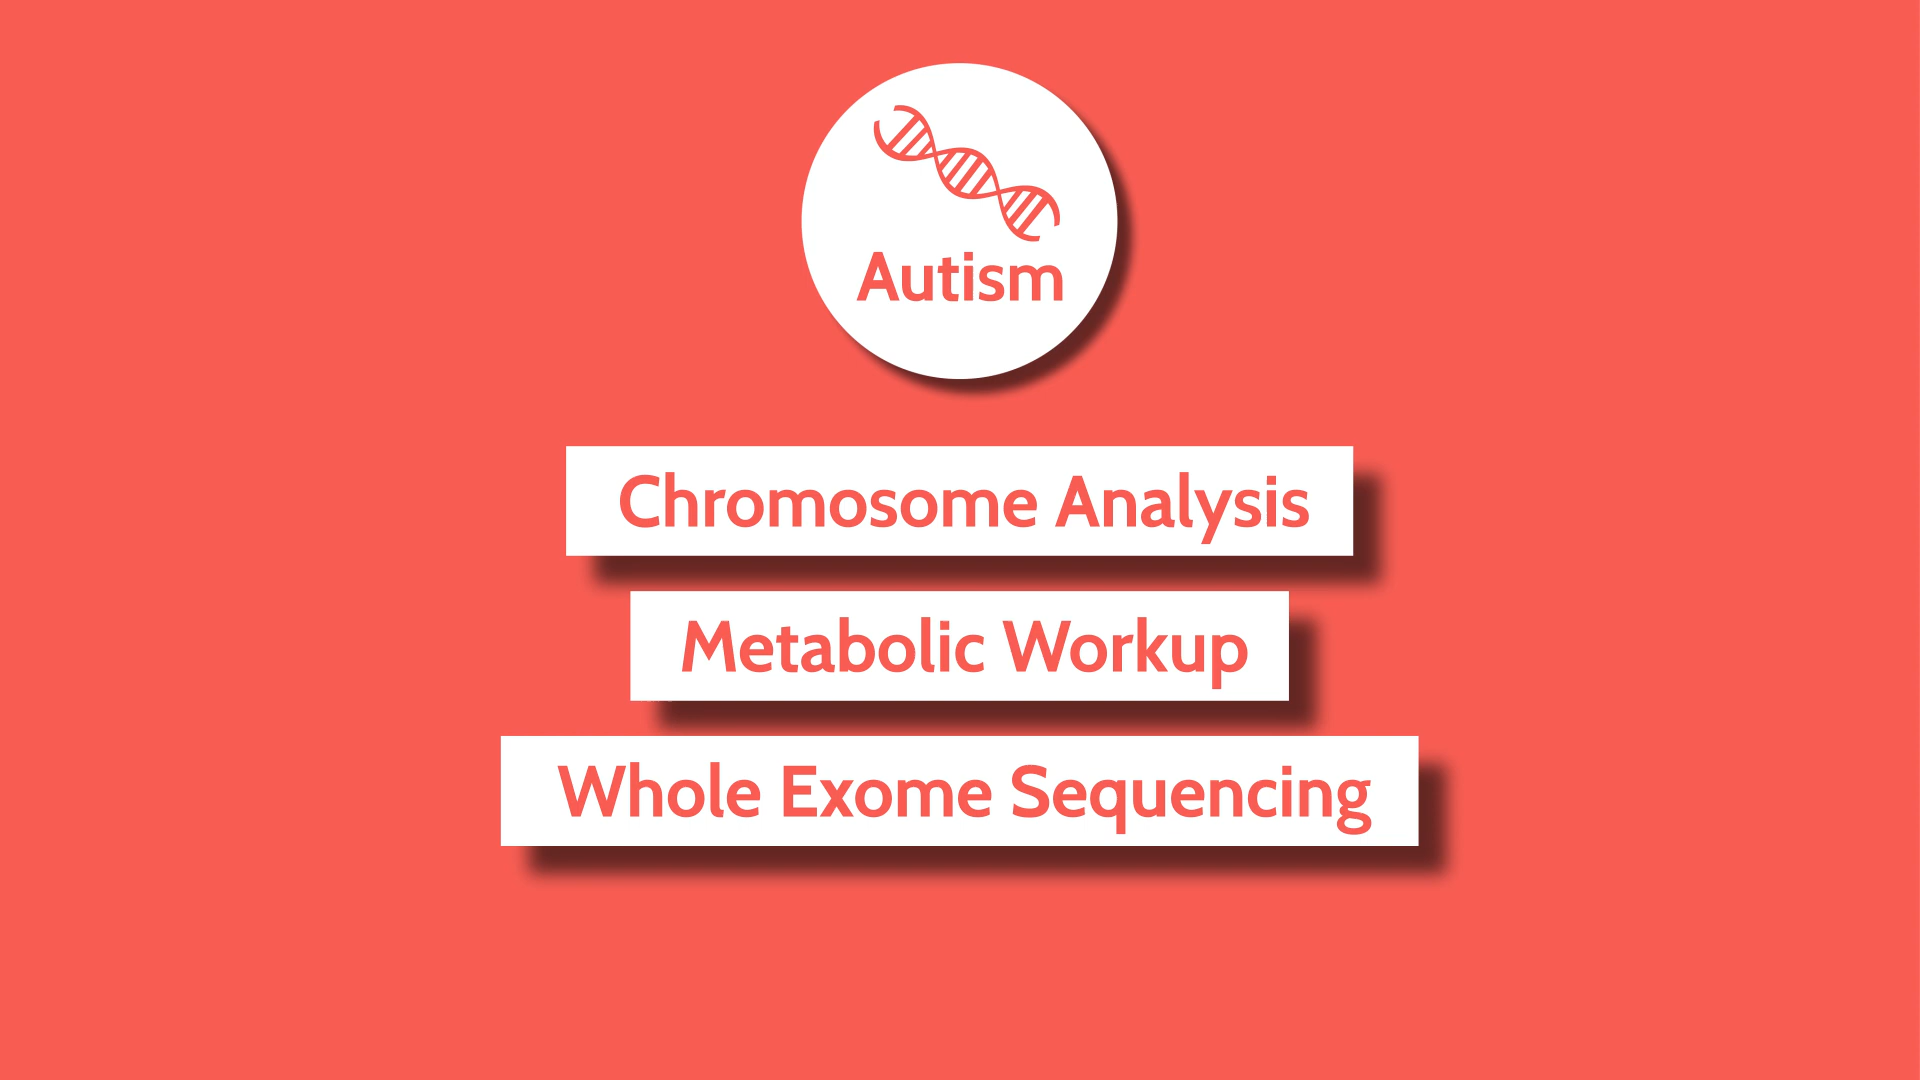 Autism
Chromosome Analysis
Metabolic Workup
Whole Exome Sequencing